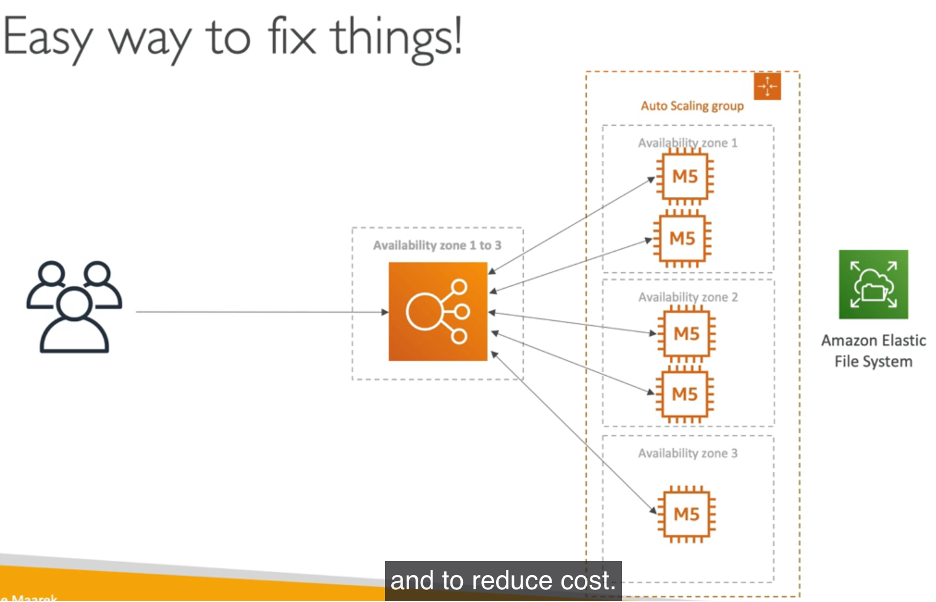 Easy way to fix things!
Auto Scaling group
Availability zone 1
M5
M5
Availability zone 1 to 3
Availability zone 2
M5
M5
Amazon Elastic
File System
Availability zone 3
M5
and to reduce cost.
e Maarek